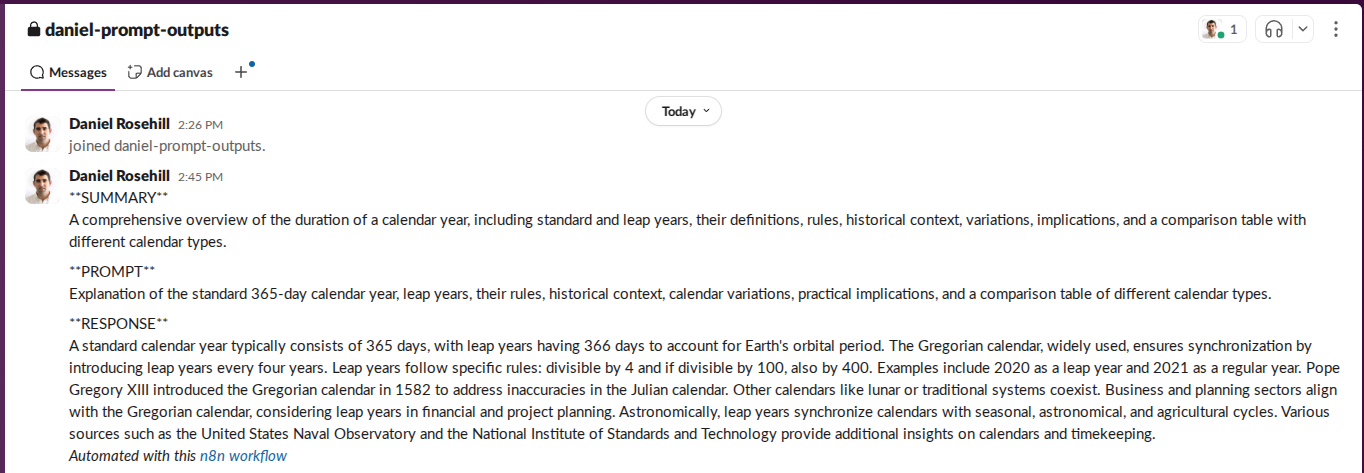 daniel-prompt-outputs
1
Messages
Add canvas
Today
Daniel Rosehill 2:26 PM
joined daniel-prompt-outputs.
Daniel Rosehill 2:45 PM
**SUMMARY**
A comprehensive overview of the duration of a calendar year, including standard and leap years, their definitions, rules, historical context, variations, implications, and a comparison table with
different calendar types.
**PROMPT**
Explanation of the standard 365-day calendar year, leap years, their rules, historical context, calendar variations, practical implications, and a comparison table of different calendar types.
**RESPONSE**
A standard calendar year typically consists of 365 days, with leap years having 366 days to account for Earth's orbital period. The Gregorian calendar, widely used, ensures synchronization by
introducing leap years every four years. Leap years follow specific rules: divisible by 4 and if divisible by 100, also by 400. Examples include 2020 as a leap year and 2021 as a regular year. Pope
Gregory XIII introduced the Gregorian calendar in 1582 to address inaccuracies in the Julian calendar. Other calendars like lunar or traditional systems coexist. Business and planning sectors align
with the Gregorian calendar, considering leap years in financial and project planning. Astronomically, leap years synchronize calendars with seasonal, astronomical, and agricultural cycles. Various
sources such as the United States Naval Observatory and the National Institute of Standards and Technology provide additional insights on calendars and timekeeping.
Automated with this n8n workflow